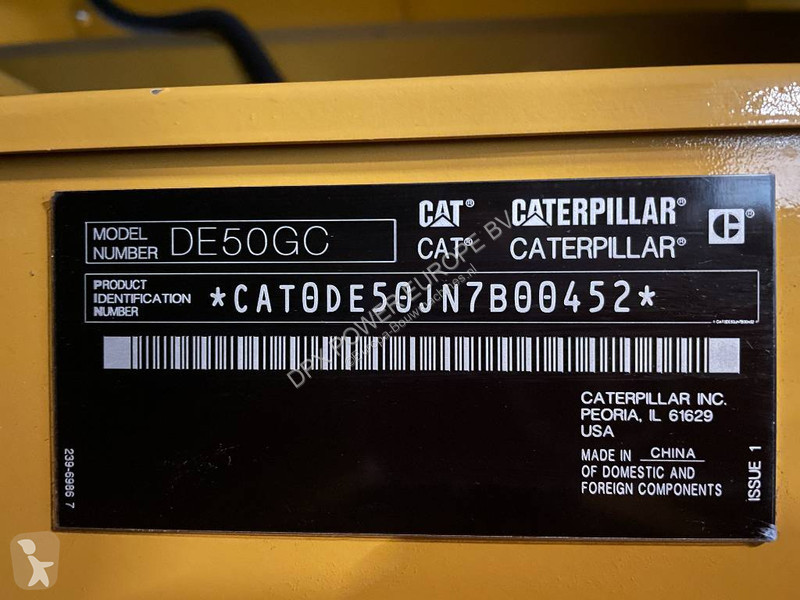 MODEL NUMBER DE50GC
CAT® CATERPILLAR®
CAT® CATERPILLAR®
PRODUCT IDENTIFICATION NUMBER *CAT0DE50JN7B00452*
CATERPILLAR INC.
PEORIA, IL 61629
USA
MADE IN CHINA
OF DOMESTIC AND
FOREIGN COMPONENTS
ISSUE 1
239-6986 7
DPX POWER EUROPE BV